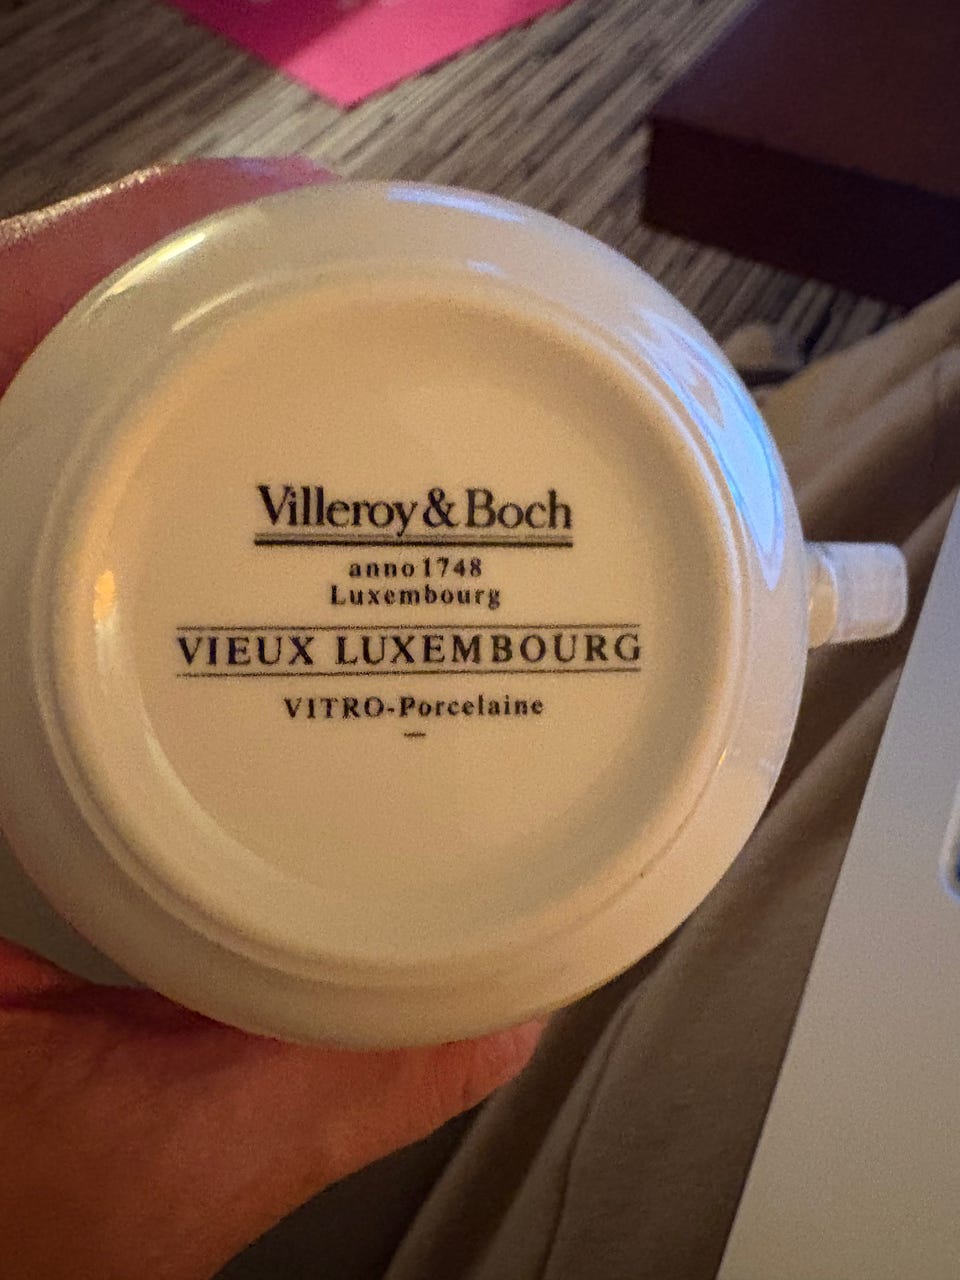 Villeroy & Boch
anno 1748
Luxembourg
VIEUX LUXEMBOURG
VITRO-Porcelaine